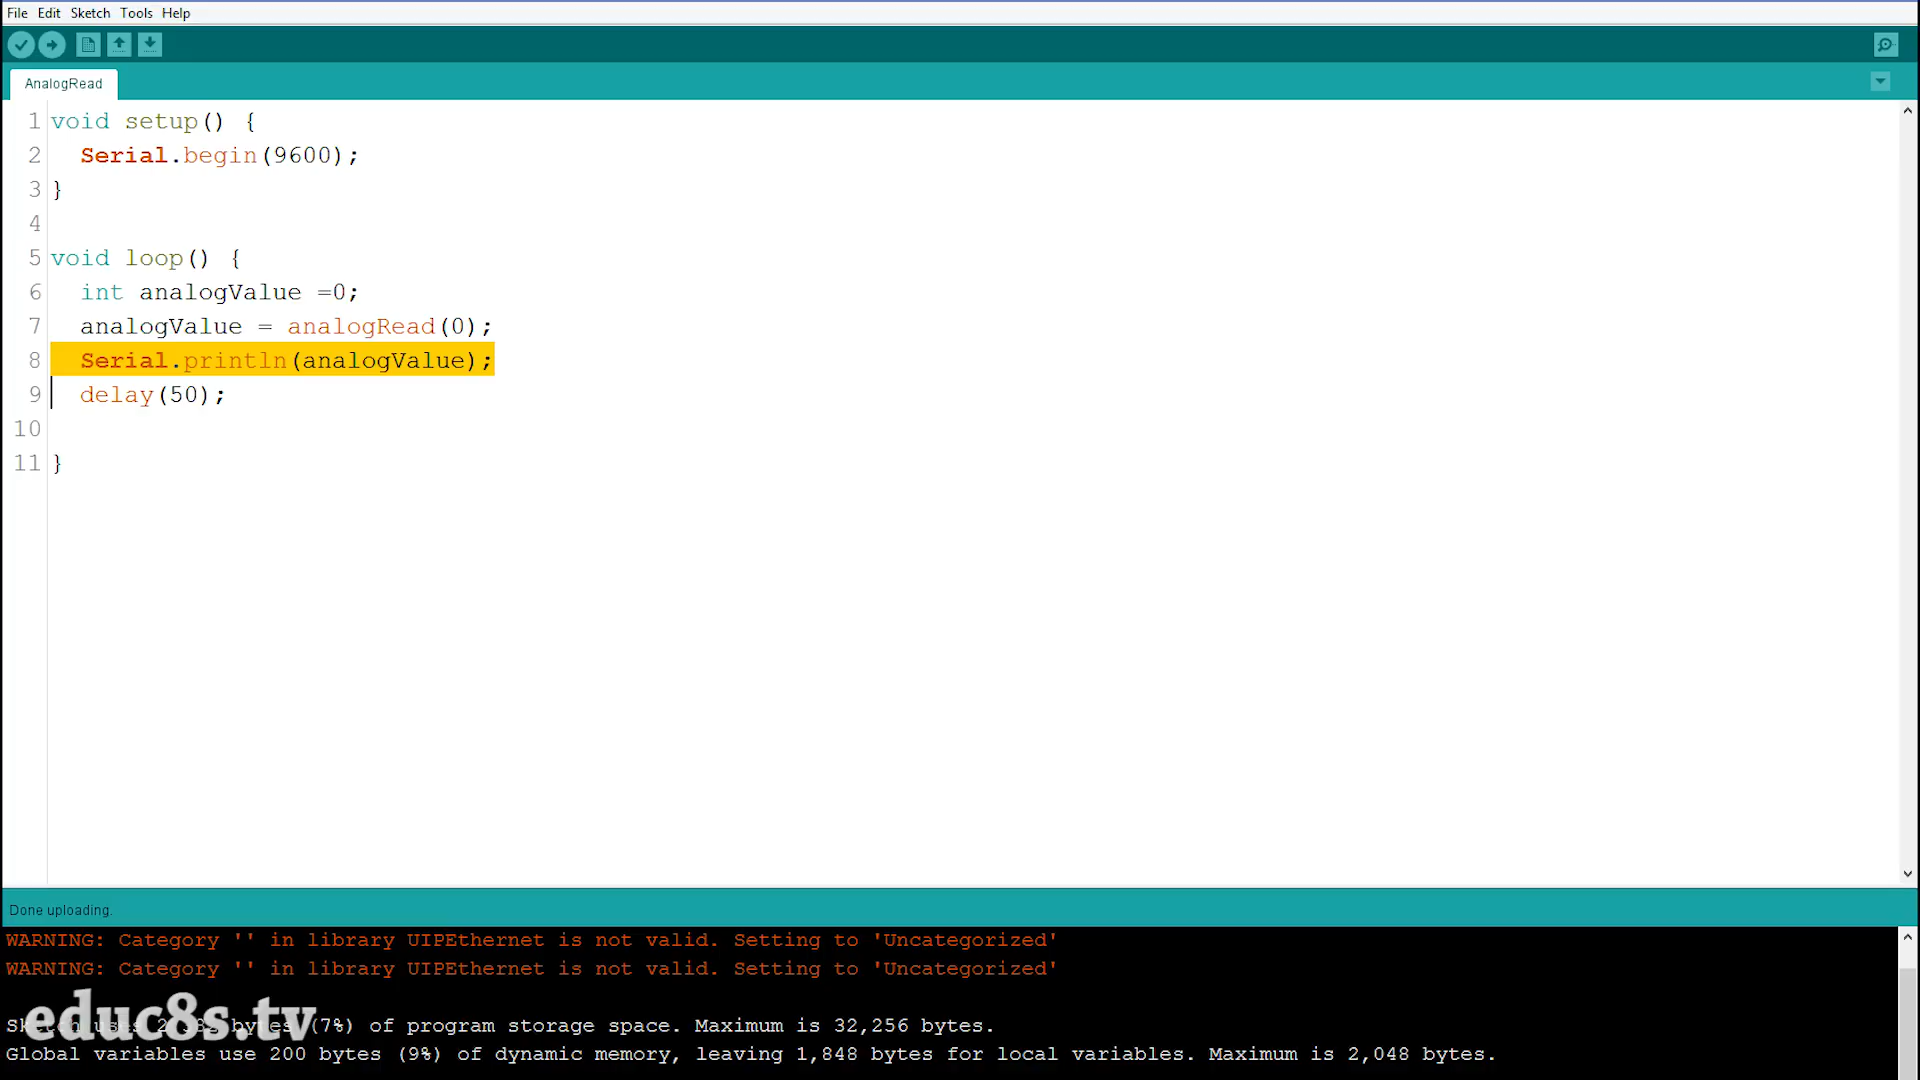 File Edit Sketch Tools Help
AnalogRead
1 void setup() {
2   Serial.begin(9600);
3 }
4
5 void loop() {
6   int analogValue =0;
7   analogValue = analogRead(0);
8   Serial.println(analogValue);
9   delay(50);
10
11 }
Done uploading.
WARNING: Category '' in library UIPEthernet is not valid. Setting to 'Uncategorized'
WARNING: Category '' in library UIPEthernet is not valid. Setting to 'Uncategorized'
educ8s.tv
Sketch uses bytes (7%) of program storage space. Maximum is 32,256 bytes.
Global variables use 200 bytes (9%) of dynamic memory, leaving 1,848 bytes for local variables. Maximum is 2,048 bytes.